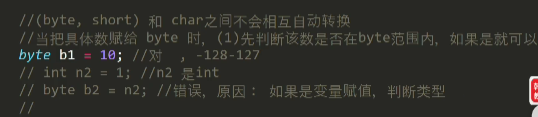 //(byte, short) 和 char之间不会相互自动转换
//当把具体数赋给 byte 时，(1)先判断该数是否在byte范围内，如果是就可以
byte b1 = 10; //对 , -128-127
// int n2 = 1; //n2 是int
// byte b2 = n2; //错误，原因： 如果是变量赋值，判断类型
//